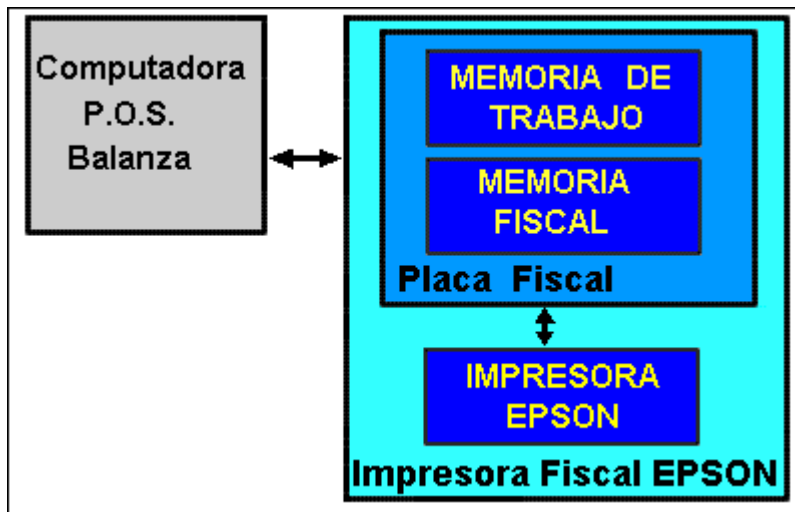 Computadora
P.O.S.
Balanza
MEMORIA DE
TRABAJO
MEMORIA
FISCAL
Placa Fiscal
IMPRESORA
EPSON
Impresora Fiscal EPSON